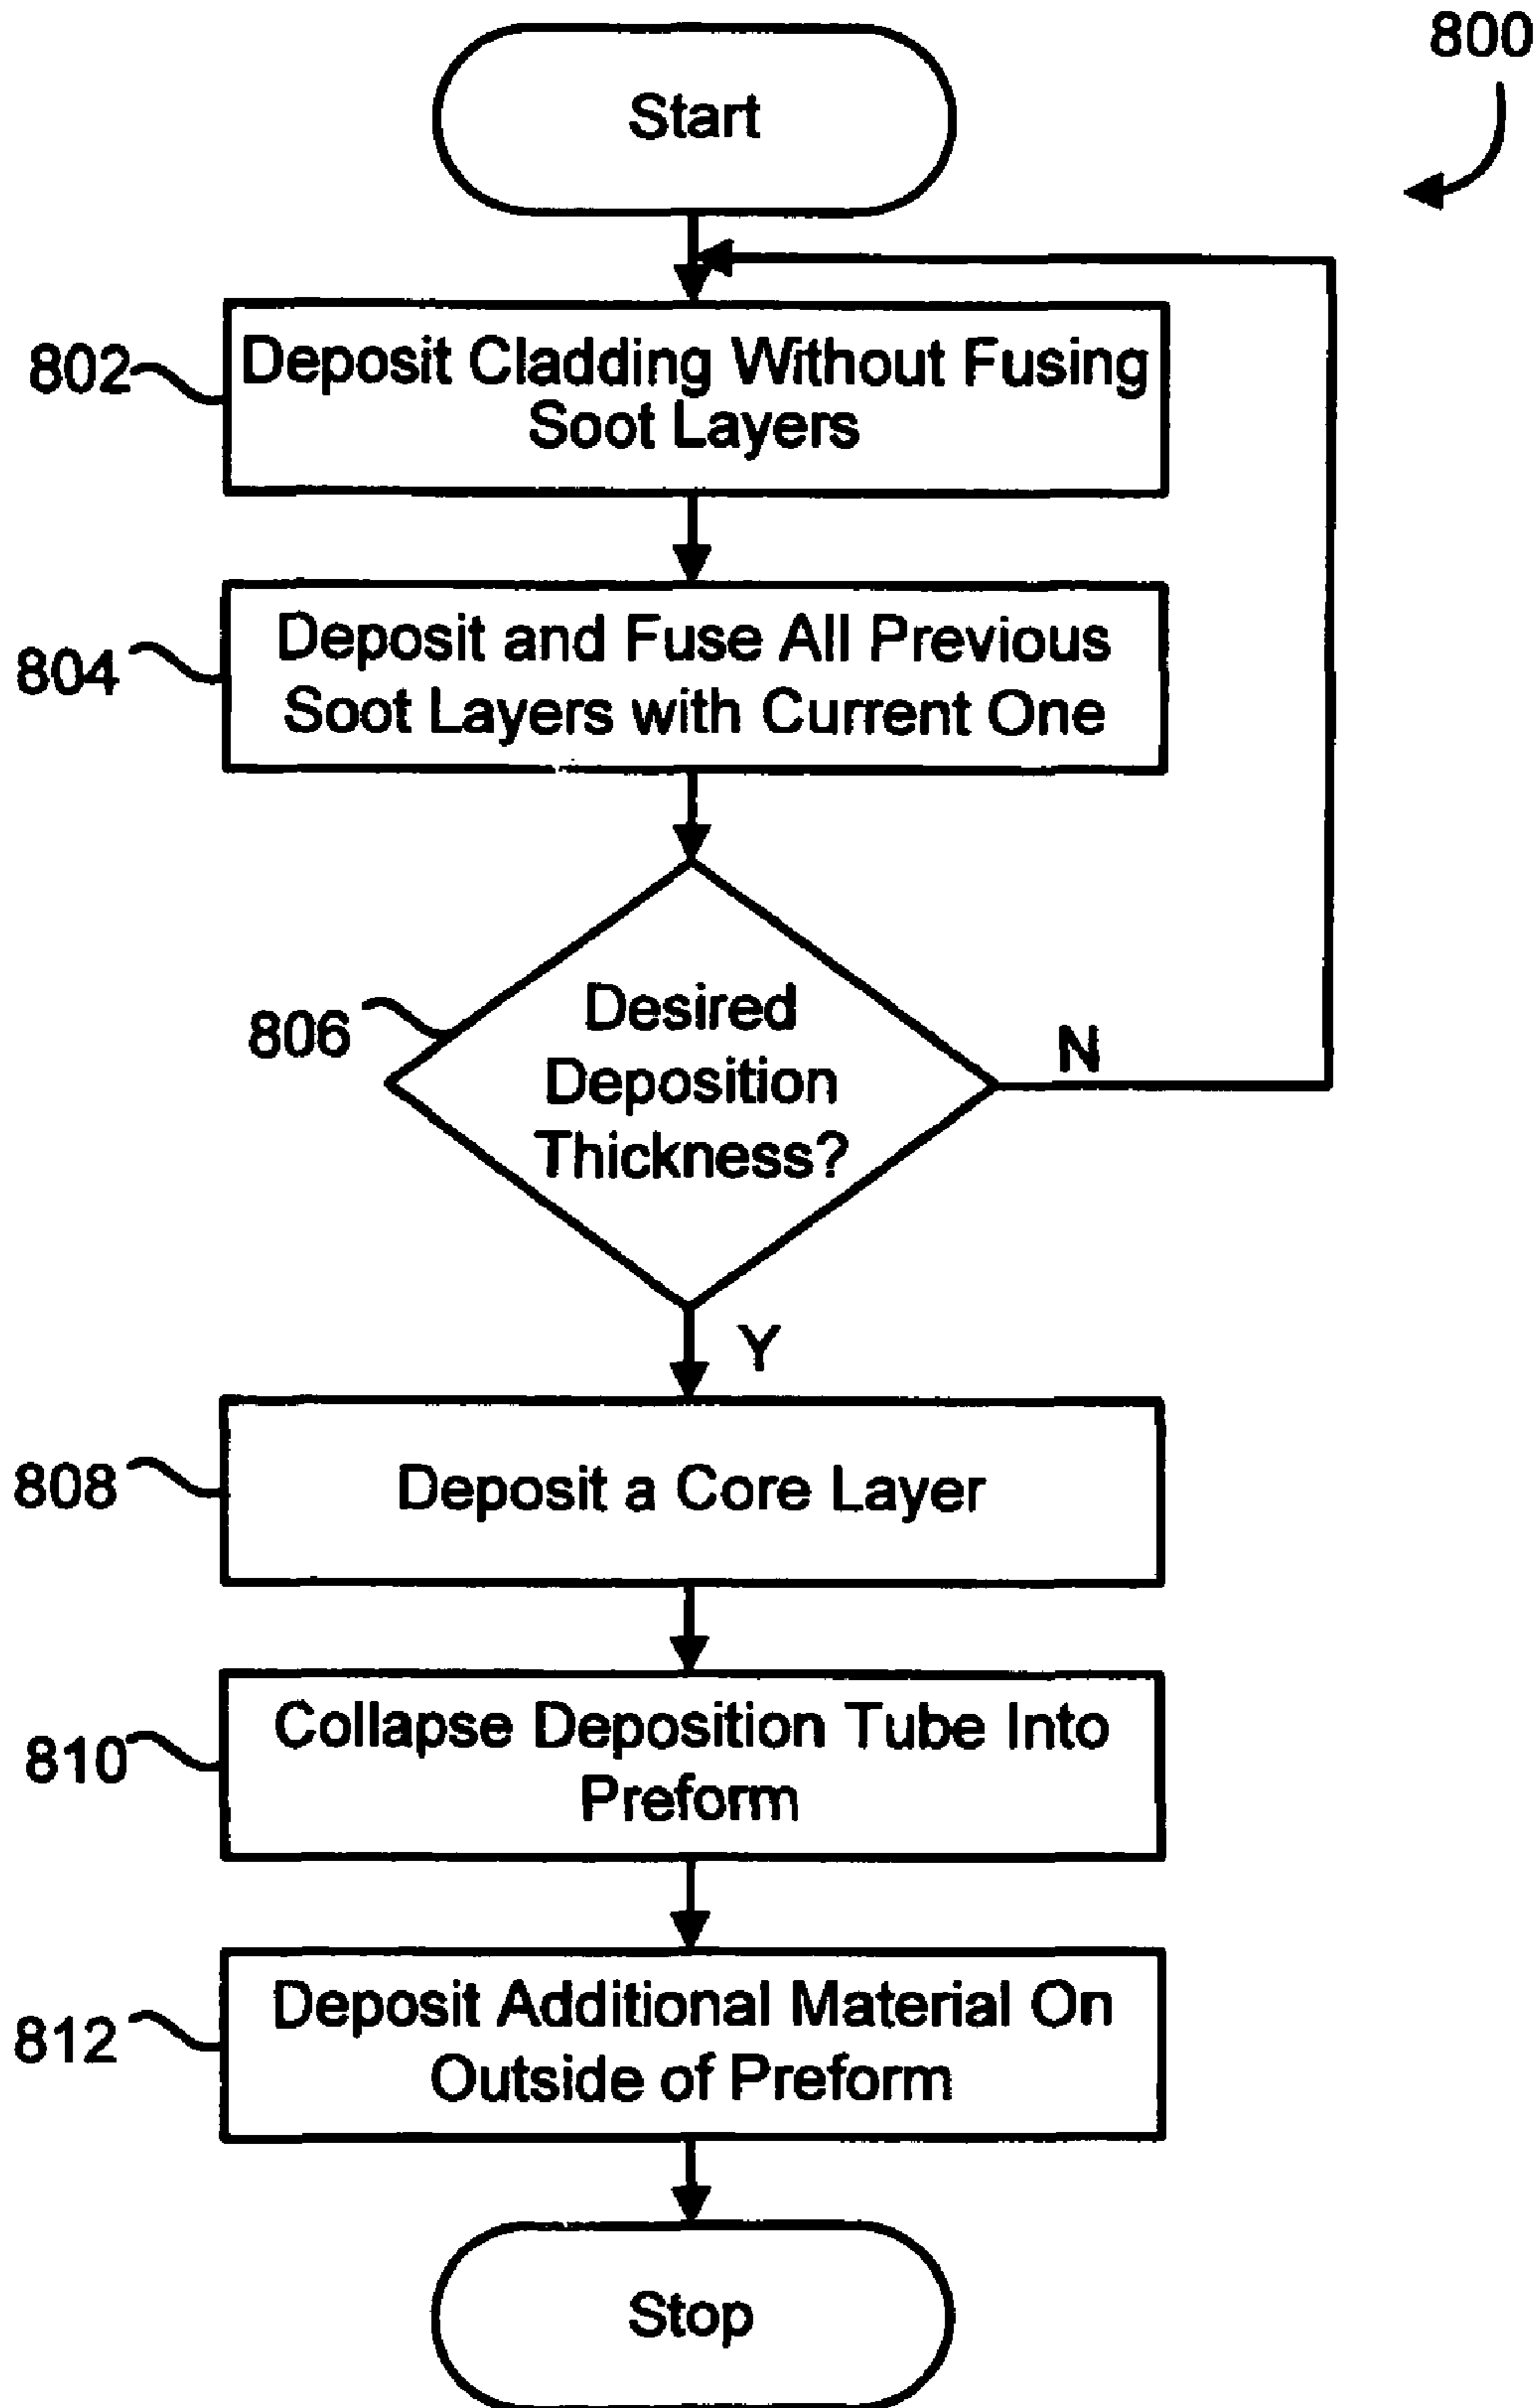 800
Start
802
Deposit Cladding Without Fusing
Soot Layers
804
Deposit and Fuse All Previous
Soot Layers with Current One
806
Desired
Deposition
Thickness?
N
Y
808
Deposit a Core Layer
810
Collapse Deposition Tube Into
Preform
812
Deposit Additional Material On
Outside of Preform
Stop